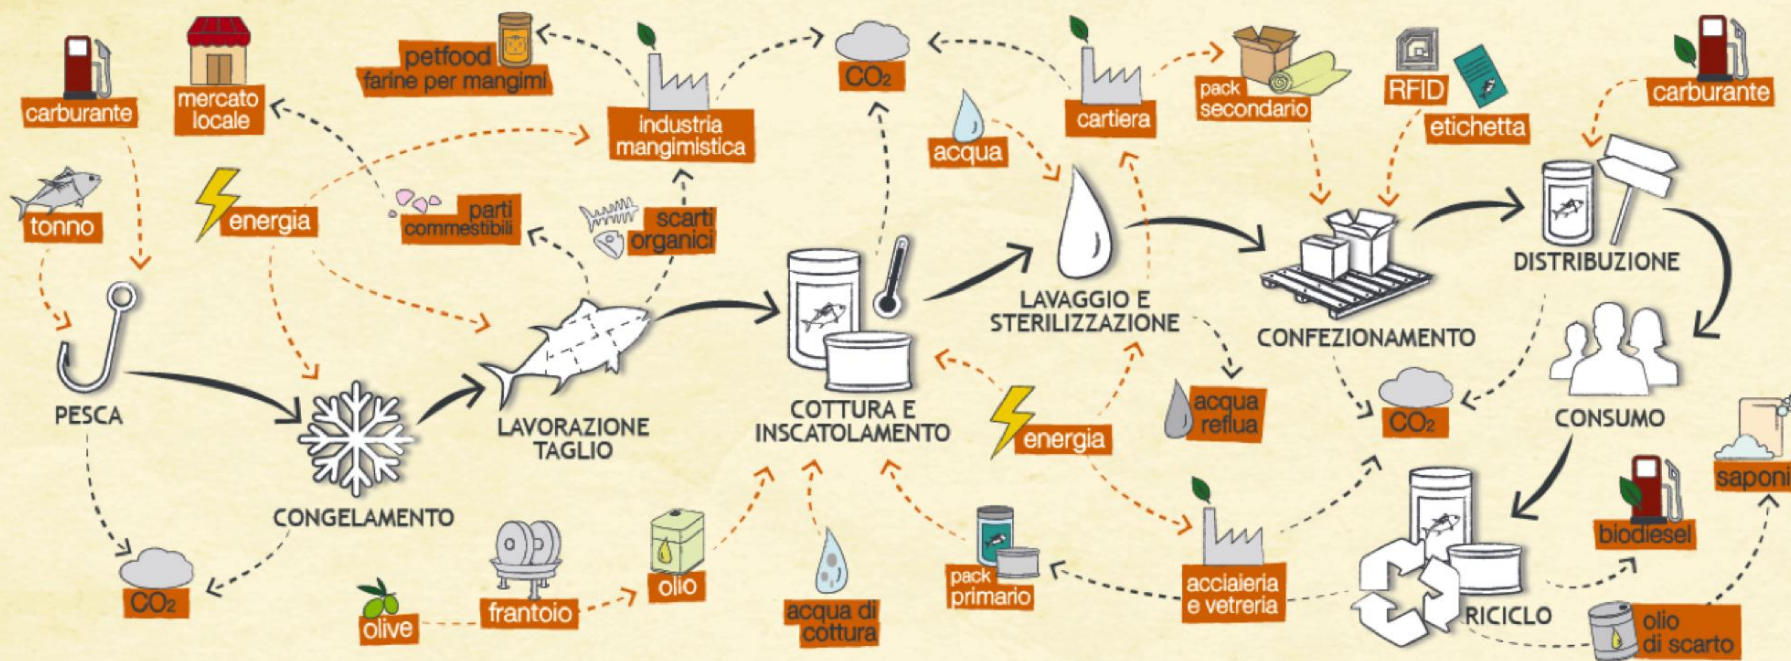 carburante
mercato
locale
petfood
farine per mangimi
industria
mangimistica
CO₂
acqua
cartiera
pack
secondario
RFID
etichetta
carburante
tonno
energia
parti
commestibili
scarti
organici
PESCA
CONGELAMENTO
LAVORAZIONE
TAGLIO
COTTURA E
INSCATOLAMENTO
LAVAGGIO E
STERILIZZAZIONE
CONFEZIONAMENTO
DISTRIBUZIONE
CONSUMO
energia
acqua
reflua
CO₂
saponi
biodiesel
CO₂
olive
frantoio
olio
acqua di
cottura
pack
primario
acciaieria
e vetreria
RICICLO
olio
di scarto